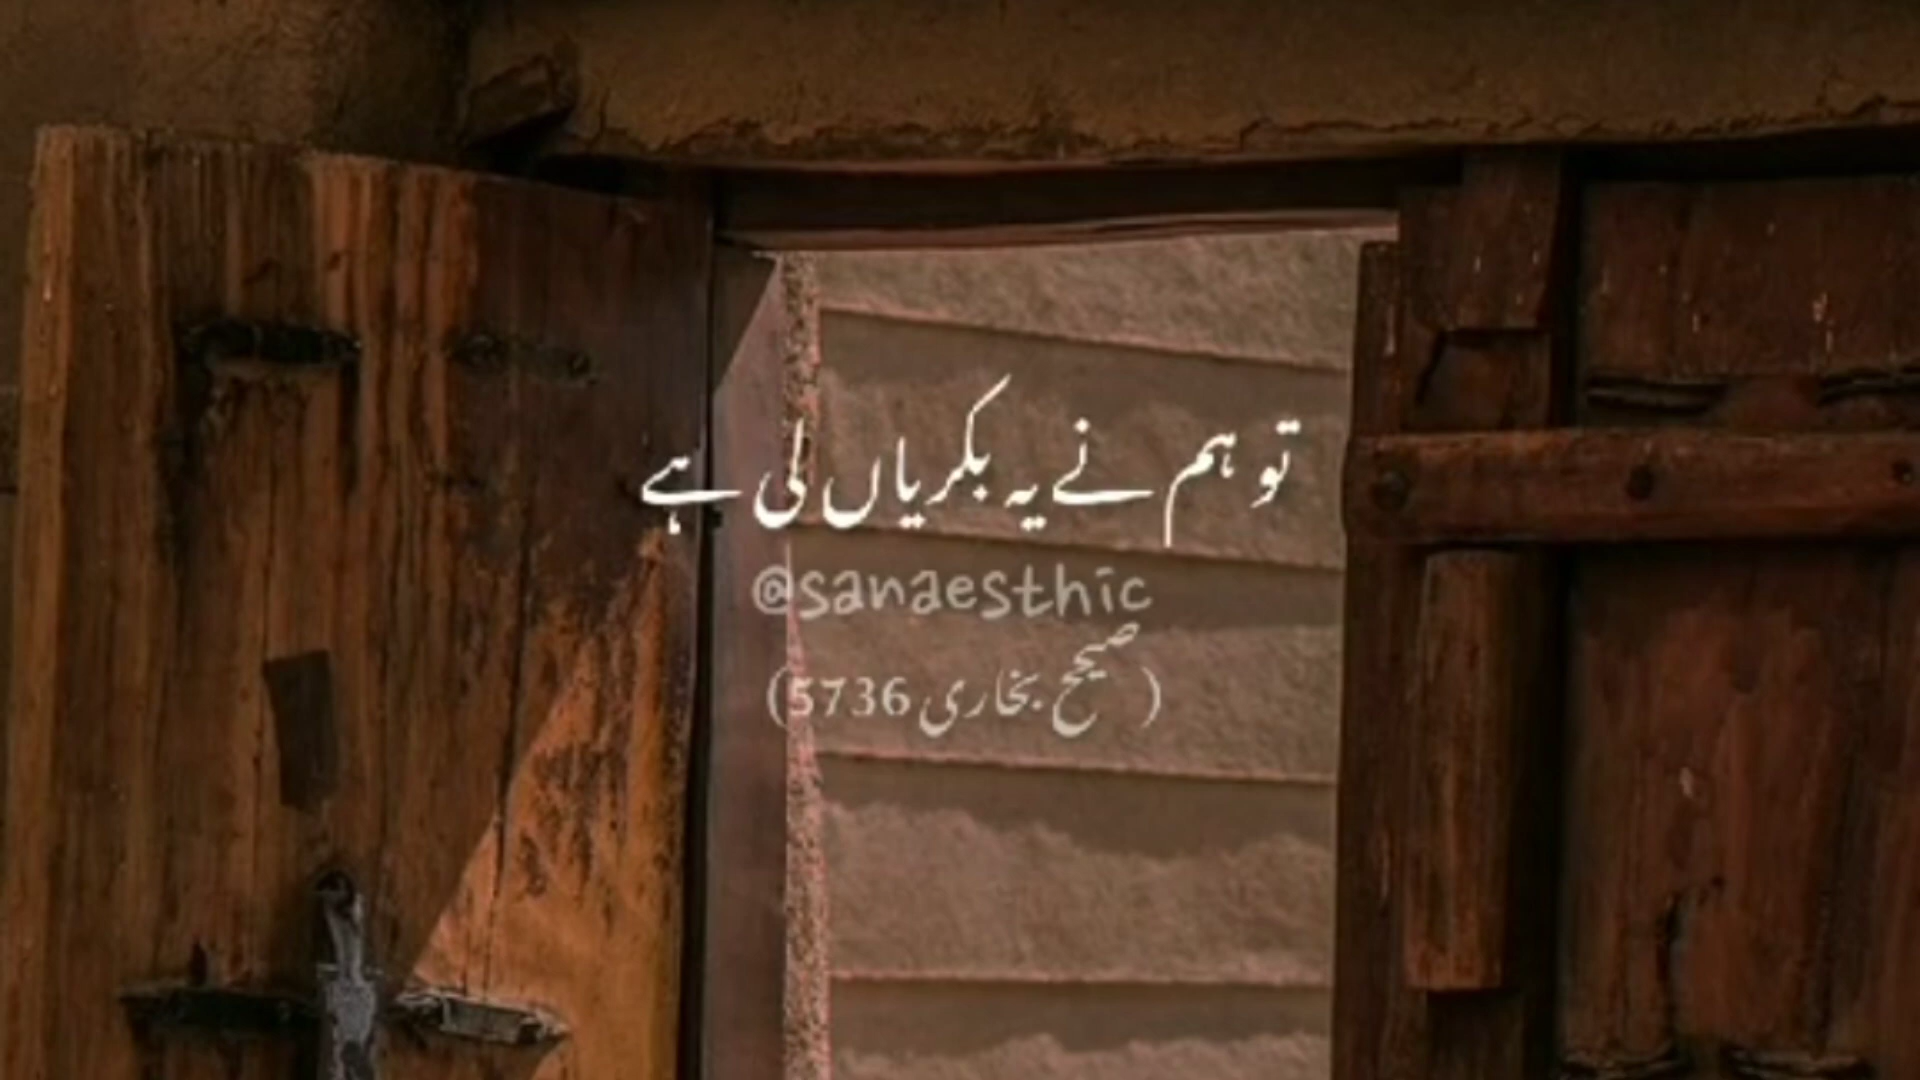 تو ہم نے یہ بکریاں لی ہے
@sanaesthic
(صحیح بخاری 5736)